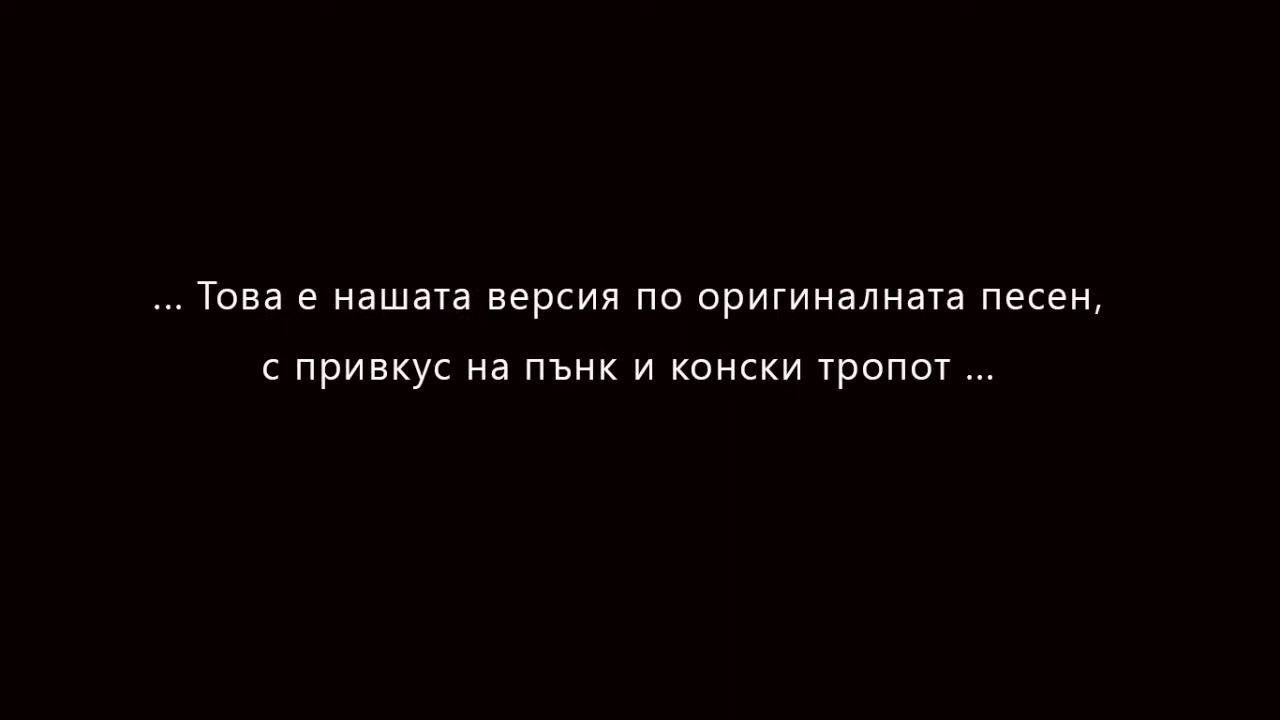 ... Това е нашата версия по оригиналната песен,
с привкус на пънк и конски тропот ...